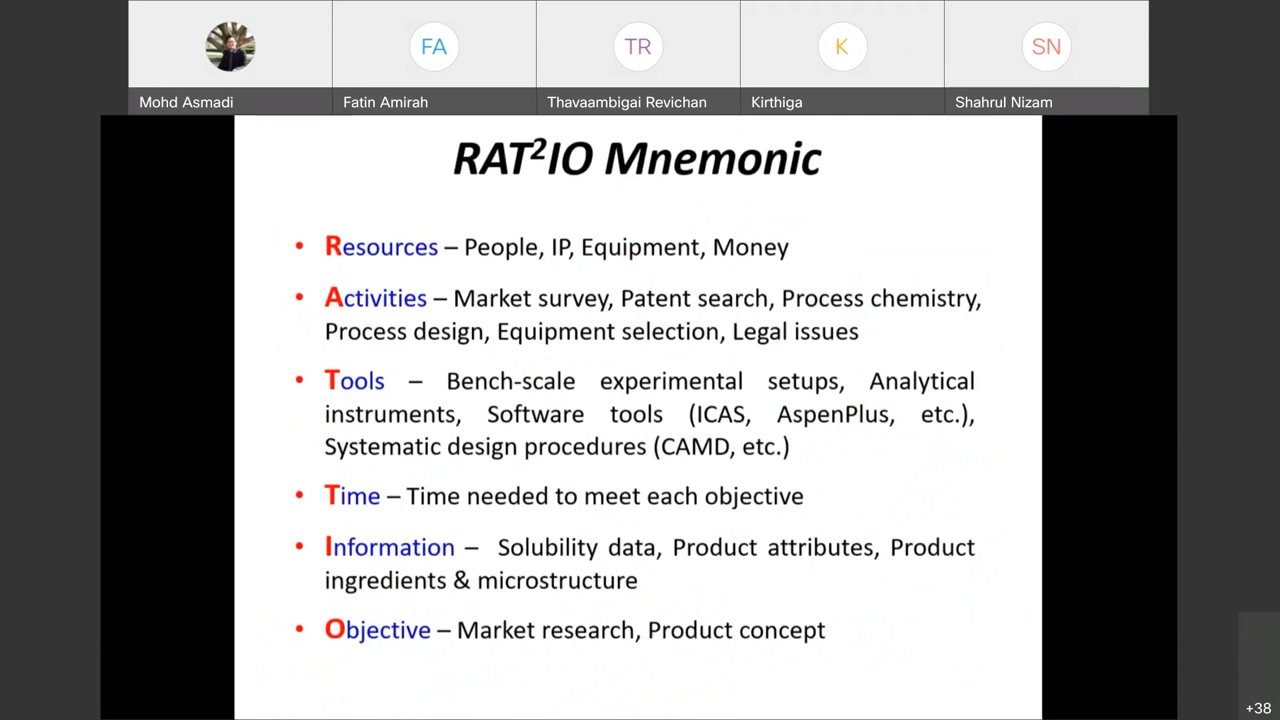 FA
TR
K
SN
Mohd Asmadi
Fatin Amirah
Thavaambigai Revichan
Kirthiga
Shahrul Nizam
RAT²IO Mnemonic
• Resources – People, IP, Equipment, Money
• Activities – Market survey, Patent search, Process chemistry,
Process design, Equipment selection, Legal issues
• Tools – Bench-scale experimental setups, Analytical
instruments, Software tools (ICAS, AspenPlus, etc.),
Systematic design procedures (CAMD, etc.)
• Time – Time needed to meet each objective
• Information – Solubility data, Product attributes, Product
ingredients & microstructure
• Objective – Market research, Product concept
+38